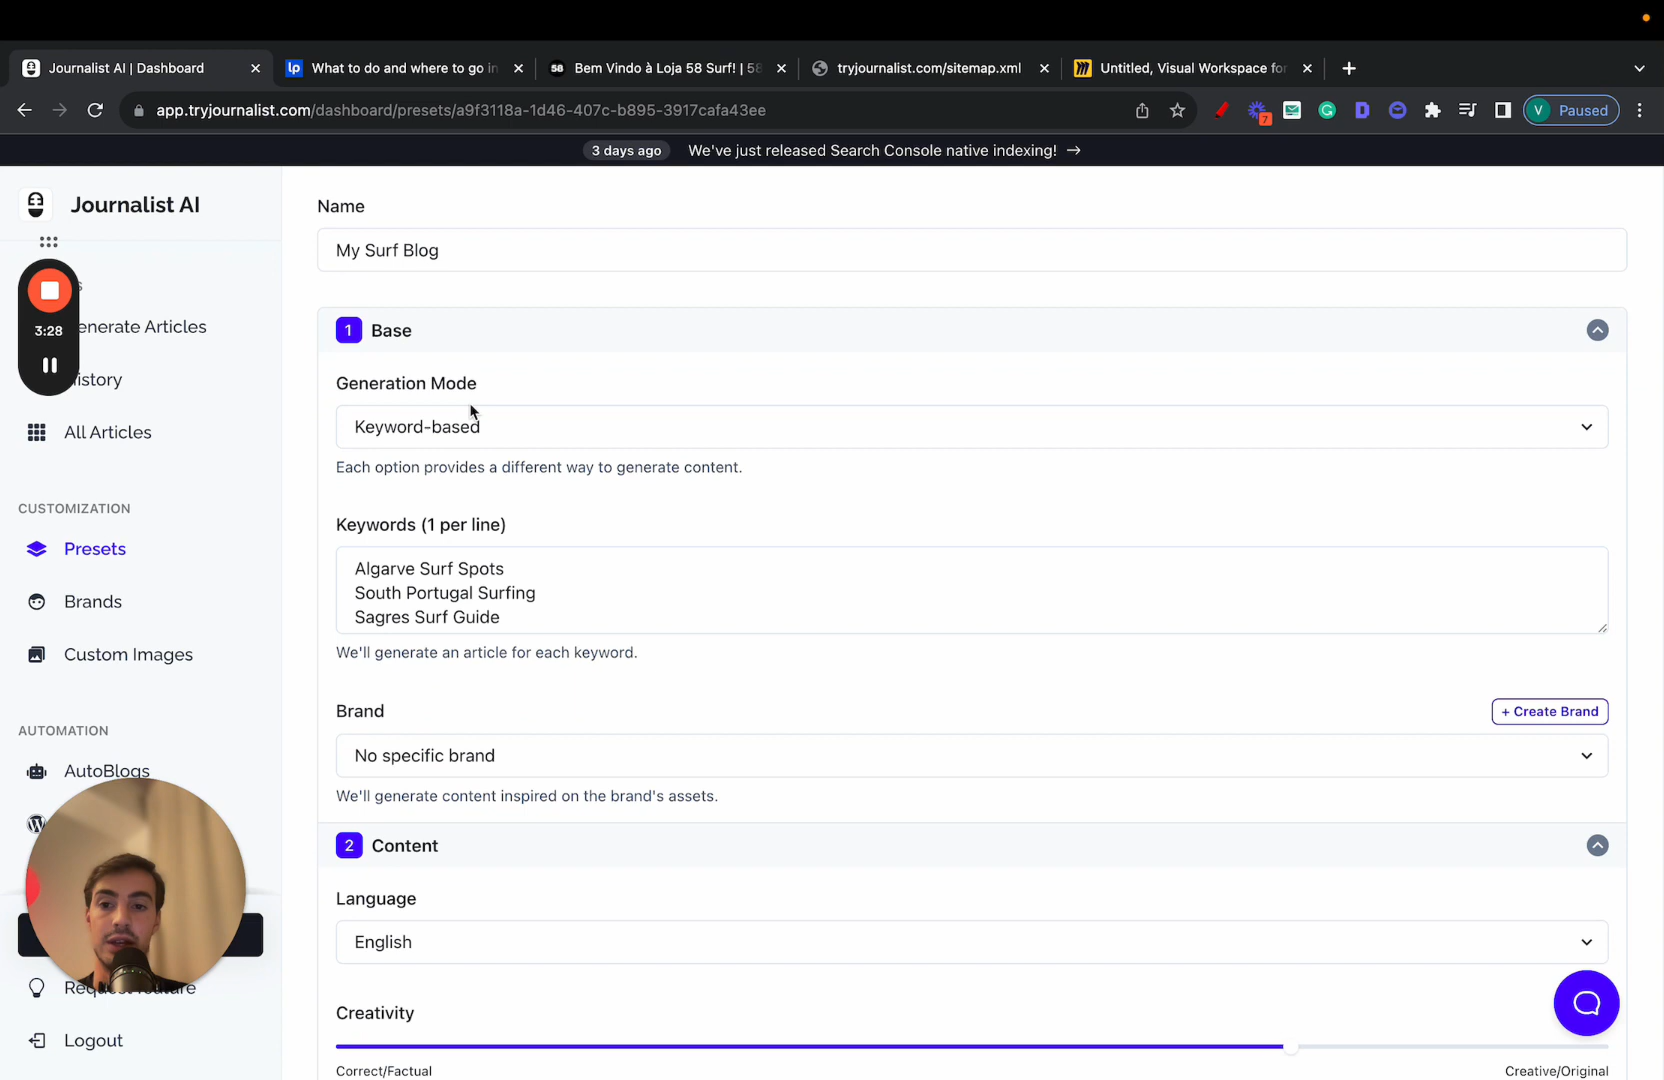 Journalist AI | Dashboard
What to do and where to go in
58
Bem Vindo à Loja 58 Surf! | 58
tryjournalist.com/sitemap.xml
Untitled, Visual Workspace for
app.tryjournalist.com/dashboard/presets/a9f3118a-1d46-407c-b895-3917cafa43ee
7
V Paused
3 days ago We've just released Search Console native indexing! →
Journalist AI
s
3:28
enerate Articles
istory
All Articles
CUSTOMIZATION
Presets
Brands
Custom Images
AUTOMATION
AutoBlogs
Logout
Name
My Surf Blog
1 Base
Generation Mode
Keyword-based
Each option provides a different way to generate content.
Keywords (1 per line)
Algarve Surf Spots
South Portugal Surfing
Sagres Surf Guide
We'll generate an article for each keyword.
Brand
+ Create Brand
No specific brand
We'll generate content inspired on the brand's assets.
2 Content
Language
English
Creativity
Correct/Factual
Creative/Original